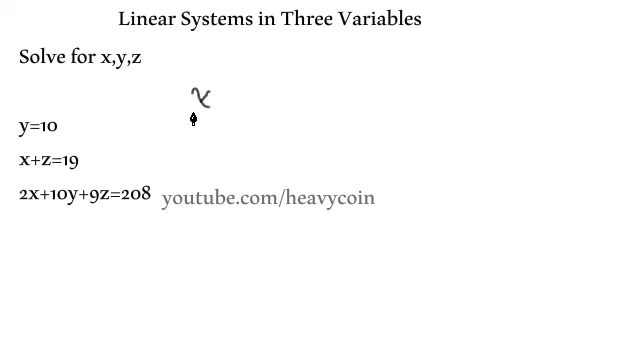 Linear Systems in Three Variables
Solve for x,y,z
x
y=10
x+z=19
2x+10y+9z=208 youtube.com/heavycoin